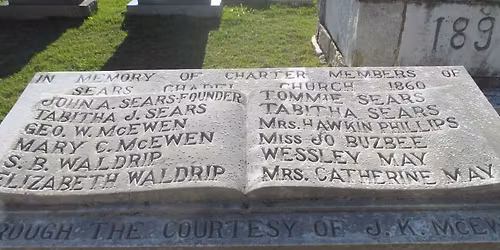 189
IN MEMORY OF CHARTER MEMBERS OF
SEARS CHAPEL CHURCH 1860
JOHN A. SEARS-FOUNDER
TABITHA J. SEARS
GEO. W. McEWEN
MARY C. McEWEN
S. B. WALDRIP
ELIZABETH WALDRIP
TOMMIE SEARS
TABITHA SEARS
MRS. HAWKIN PHILLIPS
MISS JO BUZBEE
WESSLEY MAY
MRS. CATHERINE MAY
ROUGH THE COURTESY OF J. K. McEW